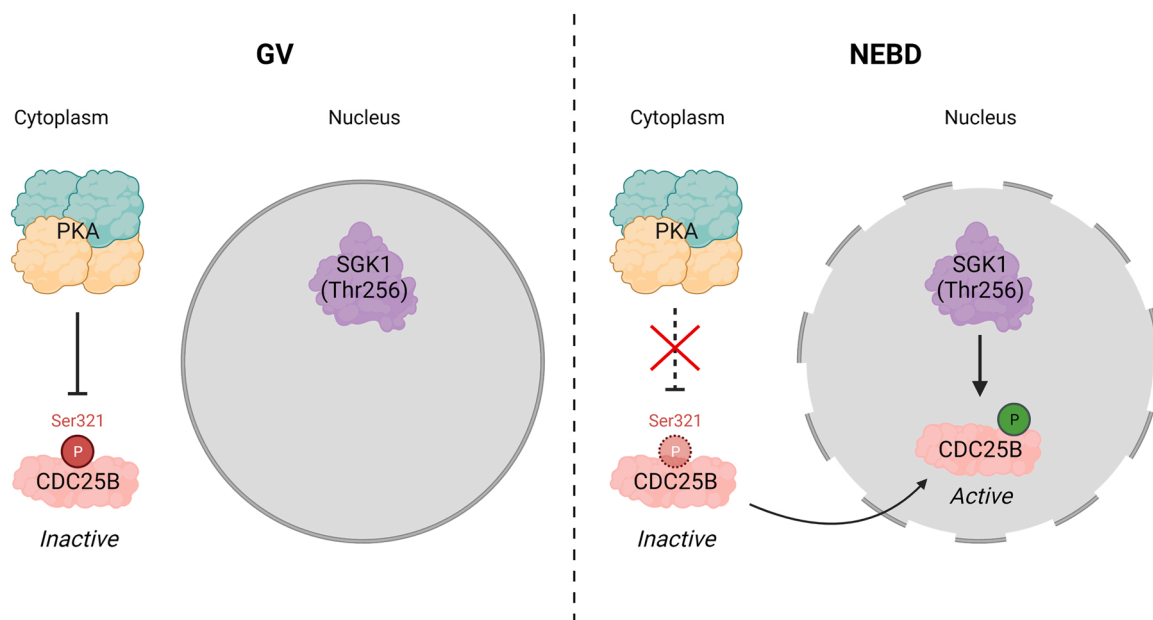 GV
Cytoplasm
Nucleus
PKA
SGK1
(Thr256)
Ser321
P
CDC25B
Inactive
NEBD
Cytoplasm
Nucleus
PKA
SGK1
(Thr256)
Ser321
P
CDC25B
Inactive
P
CDC25B
Active